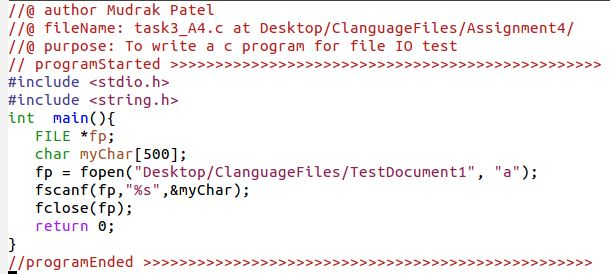 //@ author Mudrak Patel
//@ fileName: task3_A4.c at Desktop/ClanguageFiles/Assignment4/
//@ purpose: To write a c program for file IO test
// programStarted >>>>>>>>>>>>>>>>>>>>>>>>>>>>>>>>>>>>>>>>>>>>>>>>
#include <stdio.h>
#include <string.h>
int  main(){
   FILE *fp;
   char myChar[500];
   fp = fopen("Desktop/ClanguageFiles/TestDocument1", "a");
   fscanf(fp,"%s",&myChar);
   fclose(fp);
   return 0;
}
//programEnded >>>>>>>>>>>>>>>>>>>>>>>>>>>>>>>>>>>>>>>>>>>>>>>>>>